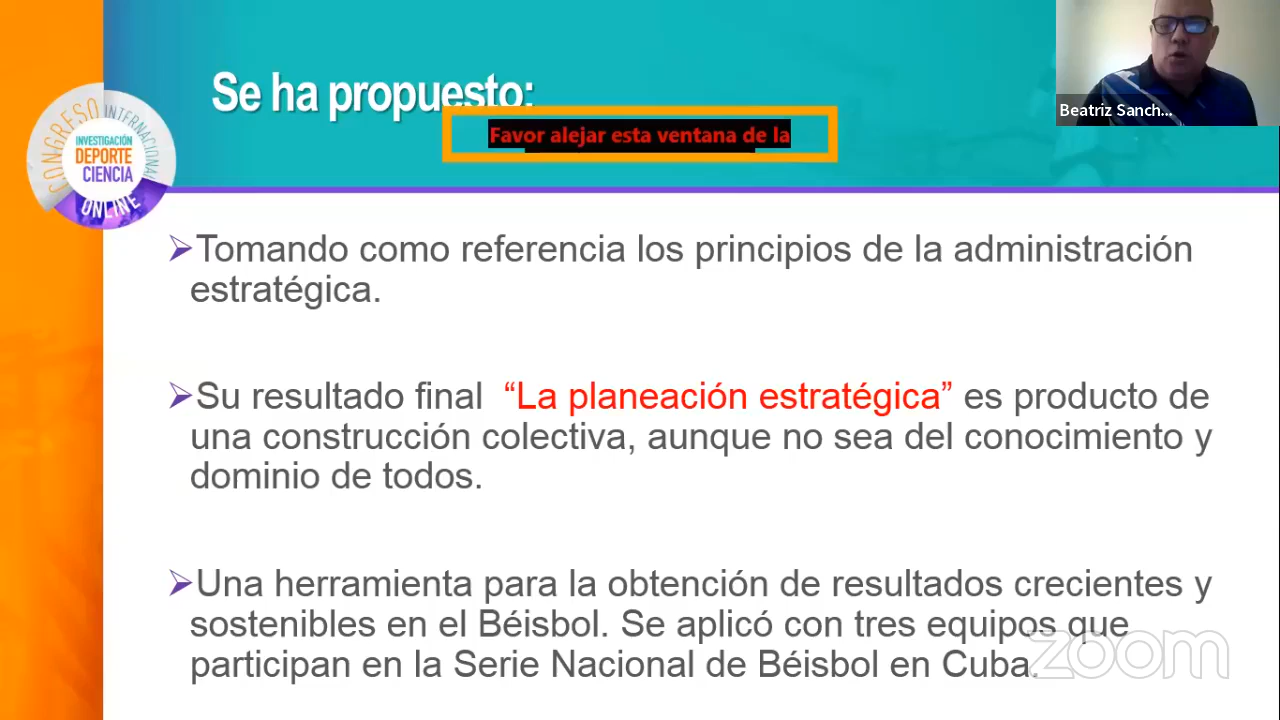 Se ha propuesto:
Favor alejar esta ventana de la
Beatriz Sanch...
CONGRESO INTERNACIONAL
INVESTIGACIÓN
DEPORTE
CIENCIA
ONLINE
➢Tomando como referencia los principios de la administración
estratégica.
➢Su resultado final “La planeación estratégica” es producto de
una construcción colectiva, aunque no sea del conocimiento y
dominio de todos.
➢Una herramienta para la obtención de resultados crecientes y
sostenibles en el Béisbol. Se aplicó con tres equipos que
participan en la Serie Nacional de Béisbol en Cuba.
zoom